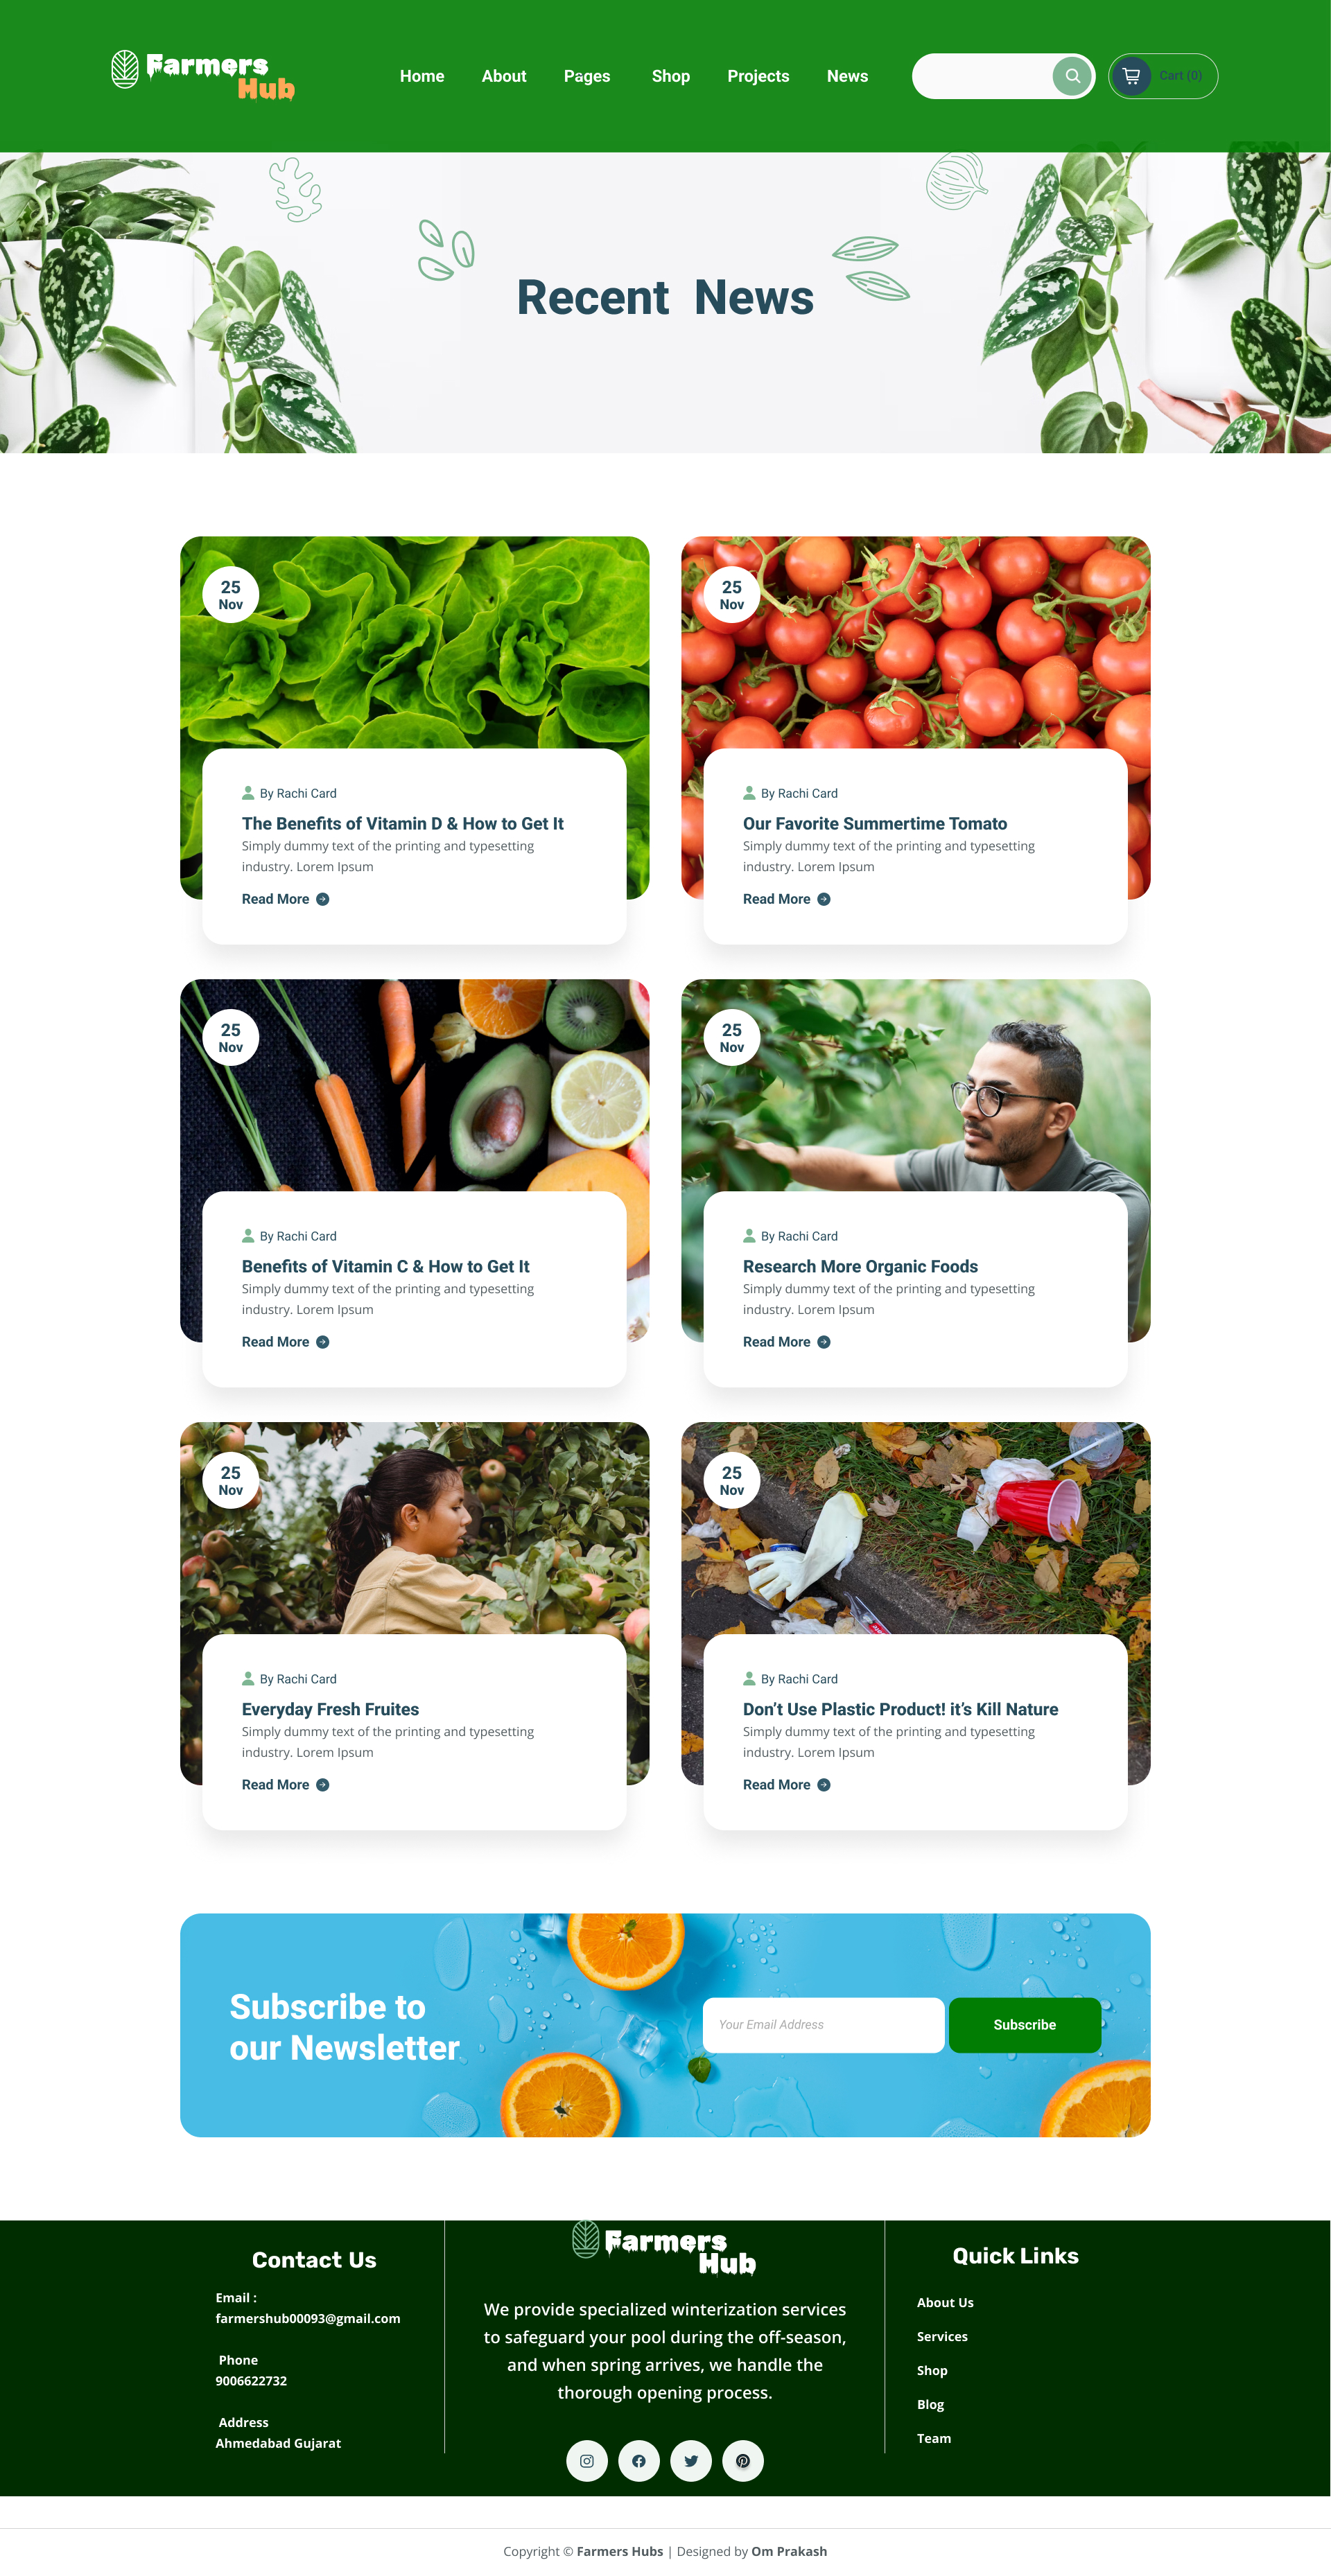 Farmers
Hub
Home About Pages Shop Projects News
Cart (0)
Recent News
25
Nov
By Rachi Card
The Benefits of Vitamin D & How to Get It
Simply dummy text of the printing and typesetting
industry. Lorem Ipsum
Read More
25
Nov
By Rachi Card
Our Favorite Summertime Tomato
Simply dummy text of the printing and typesetting
industry. Lorem Ipsum
Read More
25
Nov
By Rachi Card
Benefits of Vitamin C & How to Get It
Simply dummy text of the printing and typesetting
industry. Lorem Ipsum
Read More
25
Nov
By Rachi Card
Research More Organic Foods
Simply dummy text of the printing and typesetting
industry. Lorem Ipsum
Read More
25
Nov
By Rachi Card
Everyday Fresh Fruites
Simply dummy text of the printing and typesetting
industry. Lorem Ipsum
Read More
25
Nov
By Rachi Card
Don’t Use Plastic Product! it’s Kill Nature
Simply dummy text of the printing and typesetting
industry. Lorem Ipsum
Read More
Subscribe to
our Newsletter
Your Email Address
Subscribe
Contact Us
Email :
farmershub00093@gmail.com
Phone
9006622732
Address
Ahmedabad Gujarat
Farmers
Hub
We provide specialized winterization services
to safeguard your pool during the off-season,
and when spring arrives, we handle the
thorough opening process.
Quick Links
About Us
Services
Shop
Blog
Team
Copyright © Farmers Hubs | Designed by Om Prakash